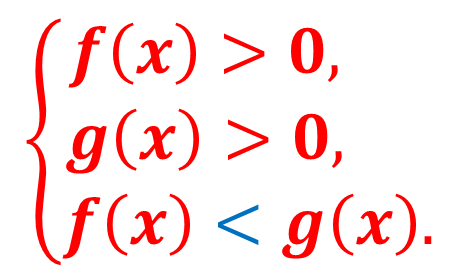 f(x) > 0,
g(x) > 0,
f(x) < g(x).